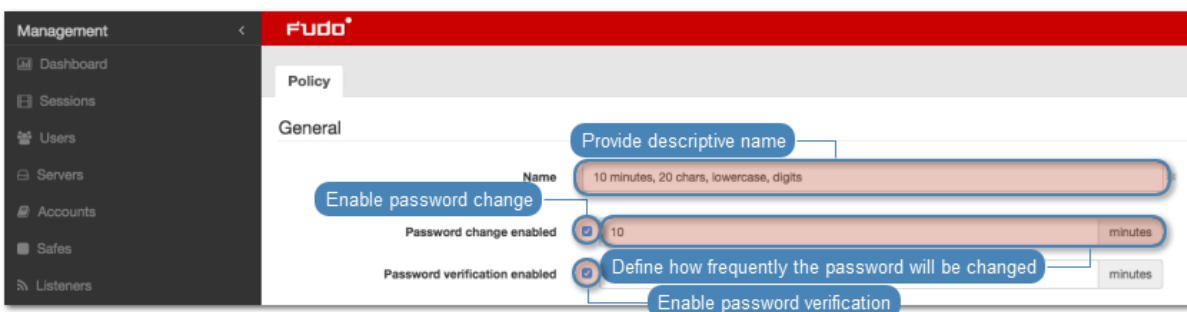 Management <
FUDO
Dashboard
Policy
Sessions
Users
General
Provide descriptive name
Servers
Name 10 minutes, 20 chars, lowercase, digits
Enable password change
Accounts
Password change enabled 10 minutes
Safes
Define how frequently the password will be changed
Password verification enabled minutes
Listeners
Enable password verification